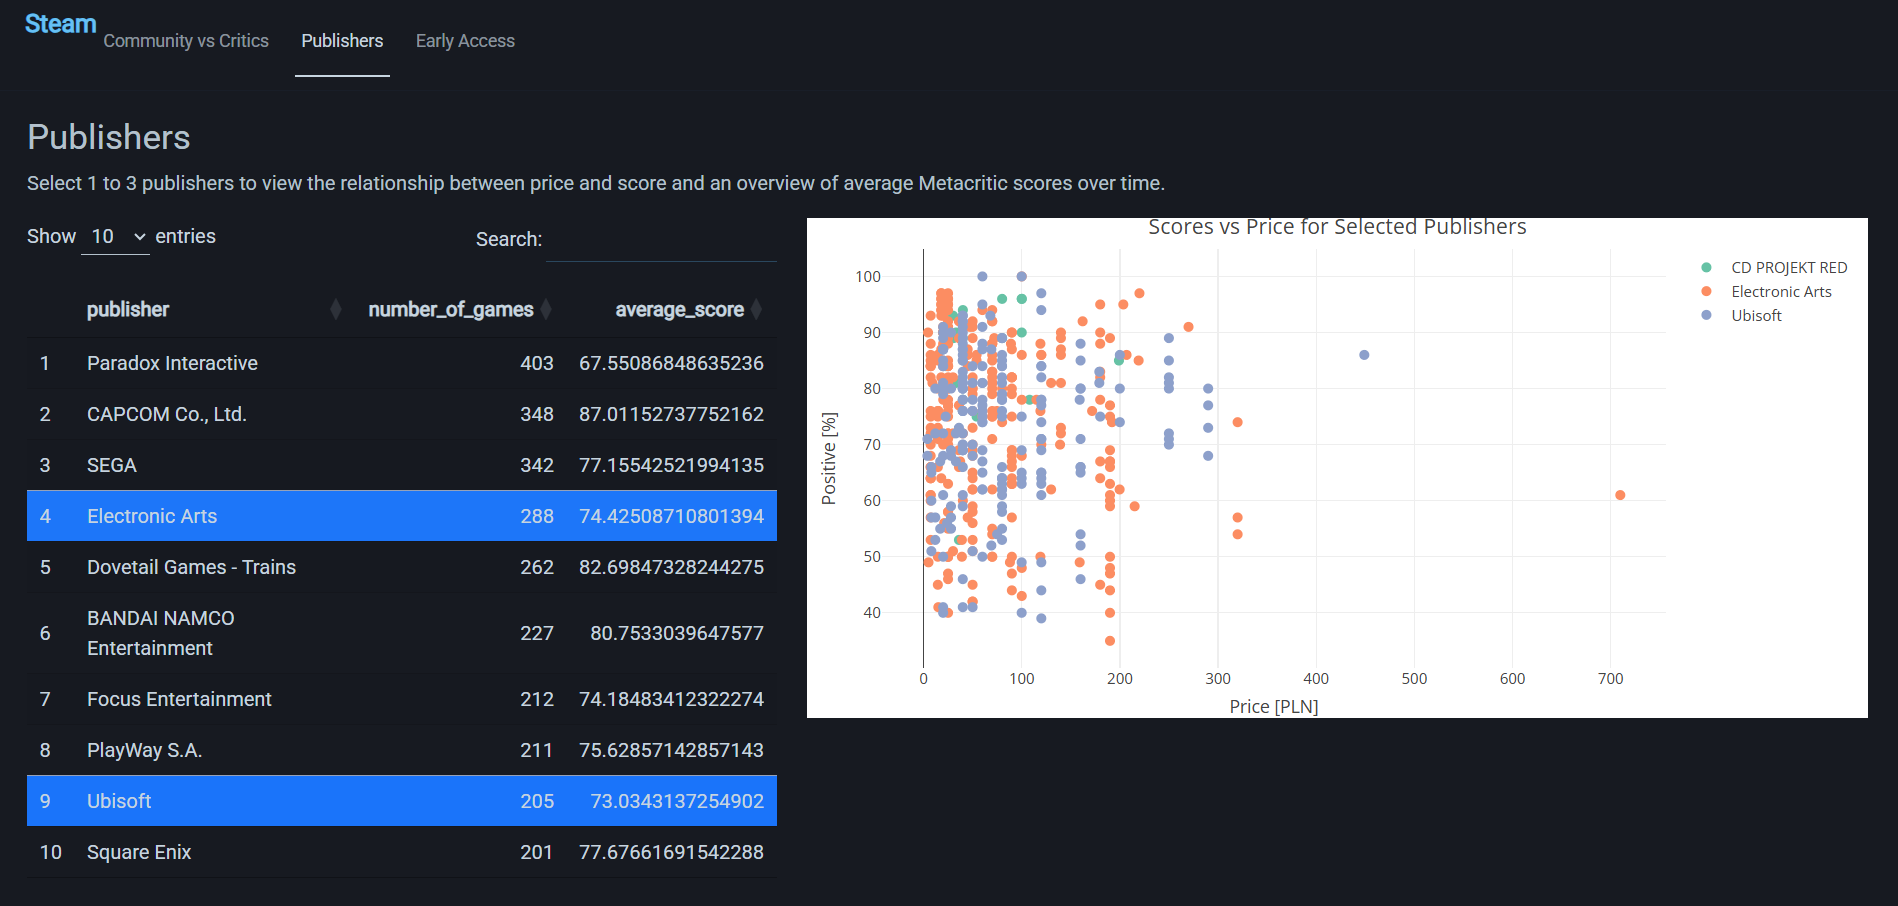 Steam
Community vs Critics Publishers Early Access
Publishers
Select 1 to 3 publishers to view the relationship between price and score and an overview of average Metacritic scores over time.
Show 10 entries
Search:
publisher number_of_games average_score
1 Paradox Interactive 403 67.55086848635236
2 CAPCOM Co., Ltd. 348 87.01152737752162
3 SEGA 342 77.15542521994135
4 Electronic Arts 288 74.42508710801394
5 Dovetail Games - Trains 262 82.69847328244275
6 BANDAI NAMCO Entertainment 227 80.7533039647577
7 Focus Entertainment 212 74.18483412322274
8 PlayWay S.A. 211 75.62857142857143
9 Ubisoft 205 73.0343137254902
10 Square Enix 201 77.67661691542288
Scores vs Price for Selected Publishers
CD PROJEKT RED
Electronic Arts
Ubisoft
Positive [%]
100
90
80
70
60
50
40
0 100 200 300 400 500 600 700
Price [PLN]